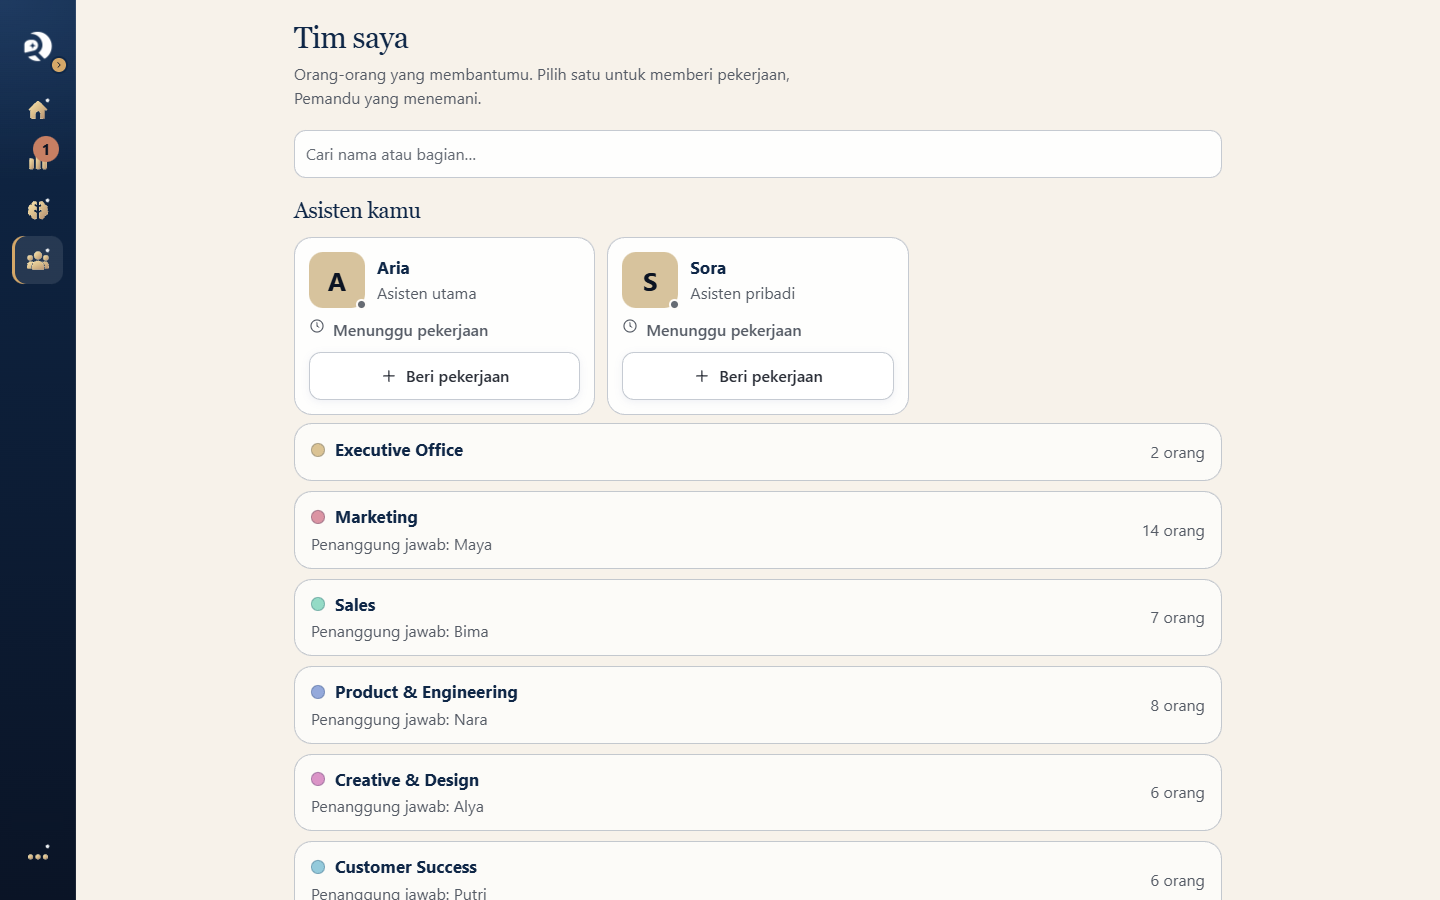 Tim saya
Orang-orang yang membantumu. Pilih satu untuk memberi pekerjaan,
Pemandu yang menemani.
Cari nama atau bagian...
1
Asisten kamu
A
Aria
Asisten utama
Menunggu pekerjaan
Beri pekerjaan
S
Sora
Asisten pribadi
Menunggu pekerjaan
Beri pekerjaan
Executive Office
2 orang
Marketing
Penanggung jawab: Maya
14 orang
Sales
Penanggung jawab: Bima
7 orang
Product & Engineering
Penanggung jawab: Nara
8 orang
Creative & Design
Penanggung jawab: Alya
6 orang
Customer Success
Penanggung jawab: Putri
6 orang